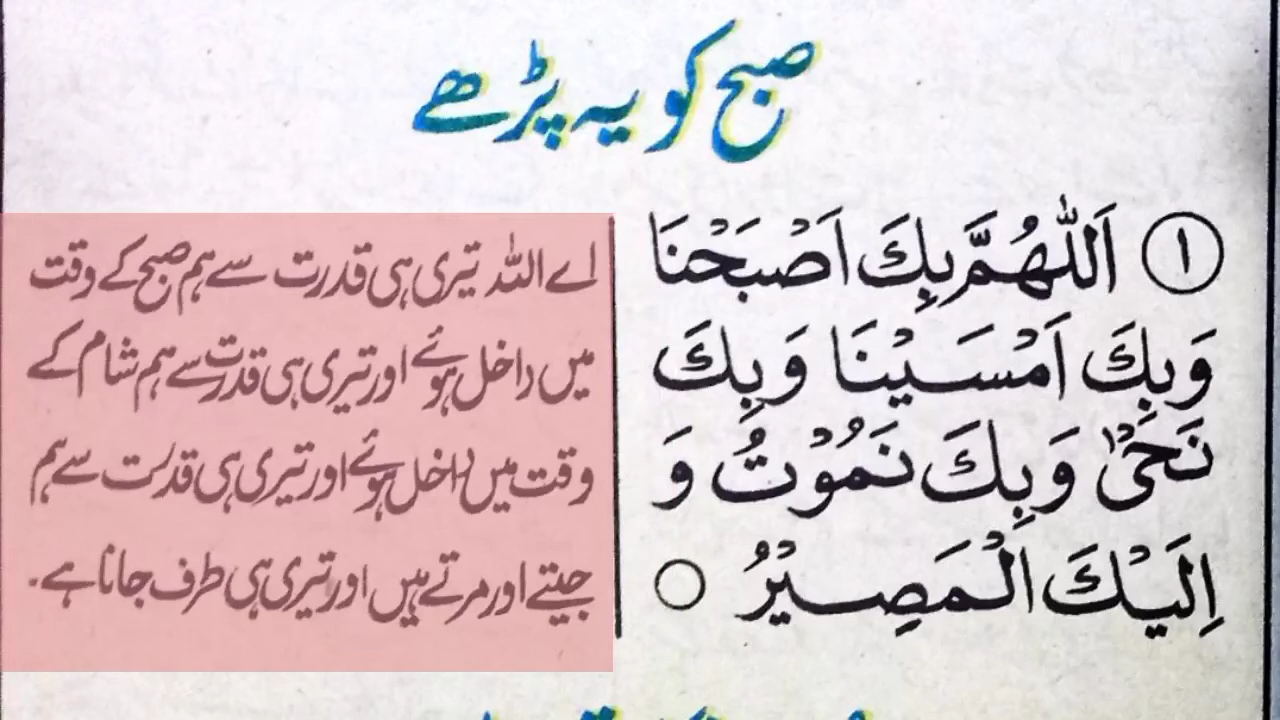 صبح کو یہ پڑھے
۱ اَللّٰھُمَّ بِكَ اَصْبَحْنَا
وَبِكَ اَمْسَيْنَا وَبِكَ
نَحْیٰ وَبِكَ نَمُوْتُ وَ
اِلَيْكَ الْمَصِيْرُ ○
اے اللہ تیری ہی قدرت سے ہم صبح کے وقت
میں داخل ہوئے اور تیری ہی قدرت سے ہم شام کے
وقت میں داخل ہوئے اور تیری ہی قدرت سے ہم
جیتے اور مرتے ہیں اور تیری ہی طرف جانا ہے۔